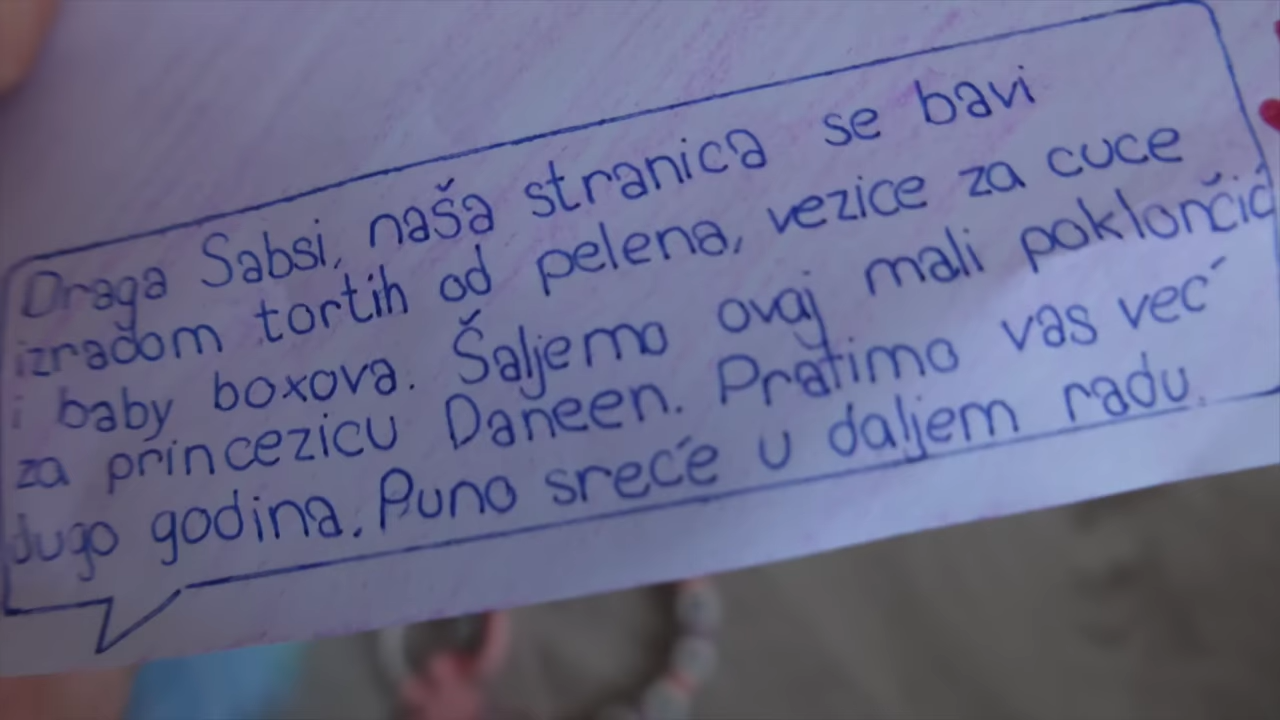 Draga Sabsi, naša stranica se bavi
izradom tortih od pelena, vezice za cuce
i baby boxova. Šaljemo ovaj mali poklončić
za princezicu Daneen. Pratimo vas već
dugo godina. Puno sreće u daljem radu.